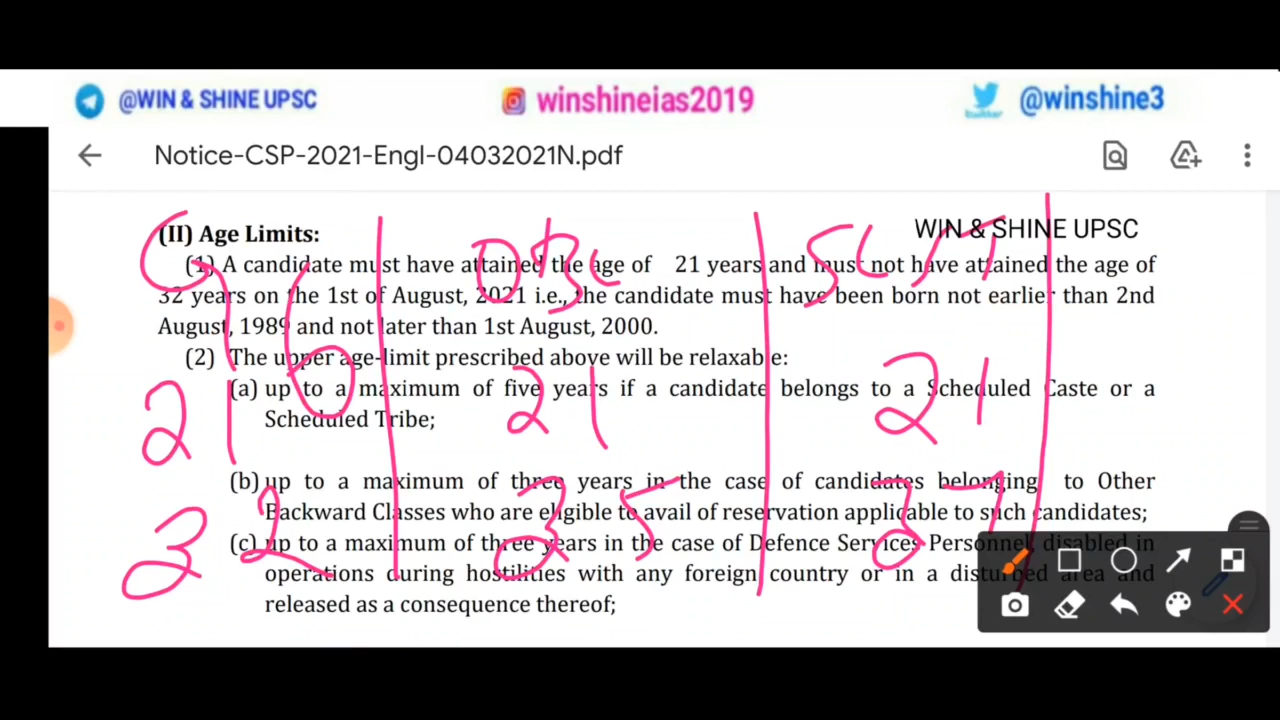 @WIN & SHINE UPSC winshineias2019 @winshine3
Notice-CSP-2021-Engl-04032021N.pdf
WIN & SHINE UPSC
(II) Age Limits:
(1) A candidate must have attained the age of 21 years and must not have attained the age of
32 years on the 1st of August, 2021 i.e., the candidate must have been born not earlier than 2nd
August, 1989 and not later than 1st August, 2000.
(2) The upper age-limit prescribed above will be relaxable:
(a) up to a maximum of five years if a candidate belongs to a Scheduled Caste or a
Scheduled Tribe;
(b) up to a maximum of three years in the case of candidates belonging to Other
Backward Classes who are eligible to avail of reservation applicable to such candidates;
(c) up to a maximum of three years in the case of Defence Services Personnel disabled in
operations during hostilities with any foreign country or in a disturbed area and
released as a consequence thereof;
G OBC SC ST
21 21 21
32 35 37